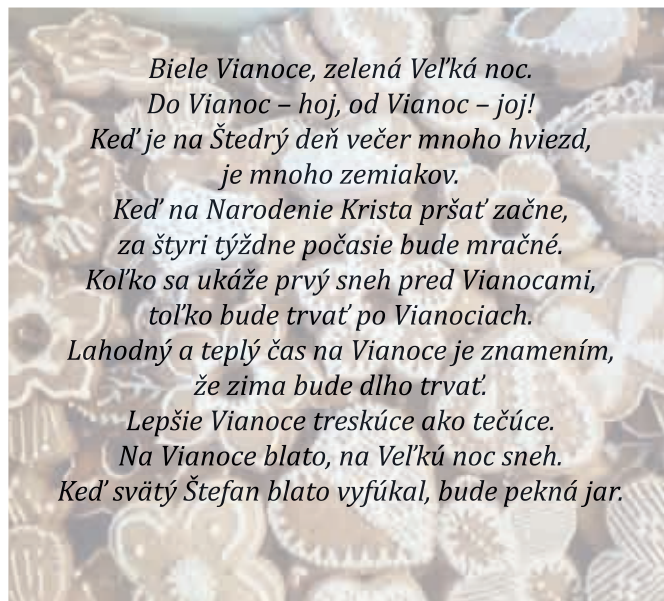 Biele Vianoce, zelená Veľká noc.
Do Vianoc – hoj, od Vianoc – joj!
Keď je na Štedrý deň večer mnoho hviezd,
je mnoho zemiakov.
Keď na Narodenie Krista pršať začne,
za štyri týždne počasie bude mračné.
Koľko sa ukáže prvý sneh pred Vianocami,
toľko bude trvať po Vianociach.
Lahodný a teplý čas na Vianoce je znamením,
že zima bude dlho trvať.
Lepšie Vianoce treskúce ako tečúce.
Na Vianoce blato, na Veľkú noc sneh.
Keď svätý Štefan blato vyfúkal, bude pekná jar.